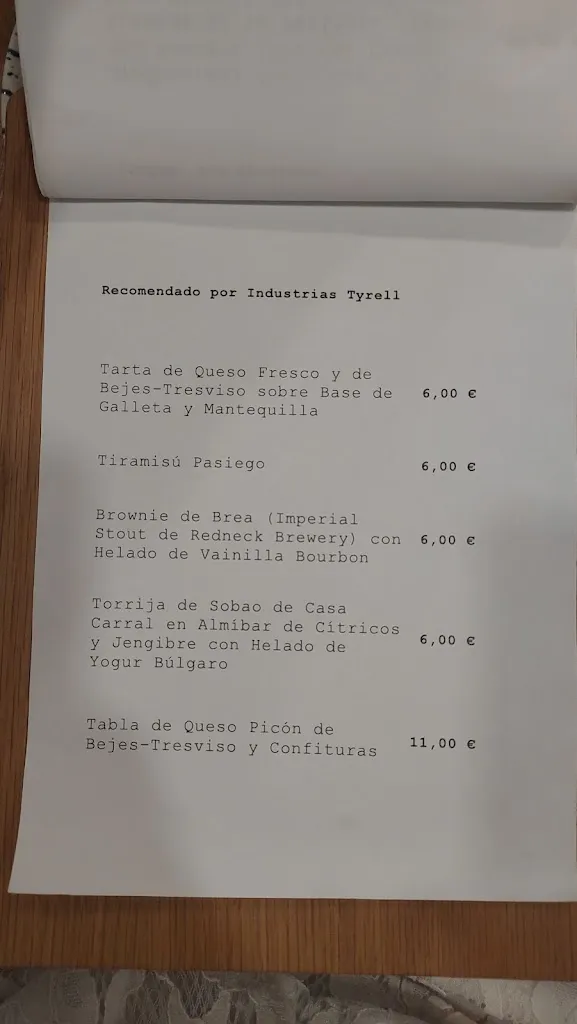 Recomendado por Industrias Tyrell
Tarta de Queso Fresco y de
Bejes-Tresviso sobre Base de 6,00 €
Galleta y Mantequilla
Tiramisú Pasiego 6,00 €
Brownie de Brea (Imperial
Stout de Redneck Brewery) con 6,00 €
Helado de Vainilla Bourbon
Torrija de Sobao de Casa
Carral en Almíbar de Cítricos
y Jengibre con Helado de 6,00 €
Yogur Búlgaro
Tabla de Queso Picón de
Bejes-Tresviso y Confituras 11,00 €